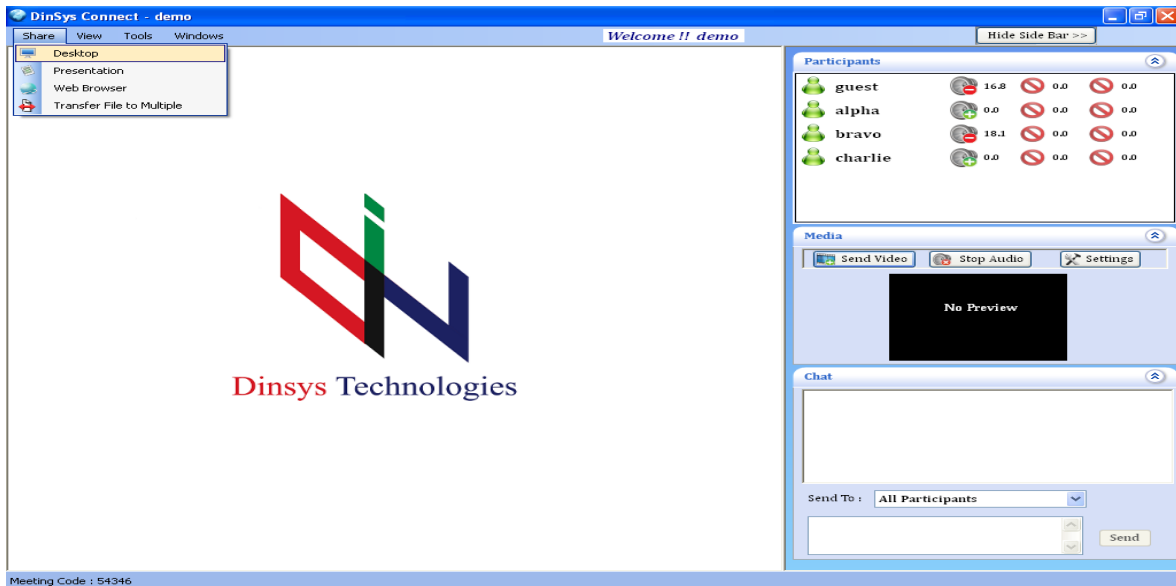 DinSys Connect - demo
Share View Tools Windows
Welcome !! demo
Hide Side Bar >>
Desktop
Presentation
Web Browser
Transfer File to Multiple
Dinsys Technologies
Participants
guest 16.8 0.0 0.0
alpha 0.0 0.0 0.0
bravo 18.1 0.0 0.0
charlie 0.0 0.0 0.0
Media
Send Video Stop Audio Settings
No Preview
Chat
Send To : All Participants
Send
Meeting Code : 54346